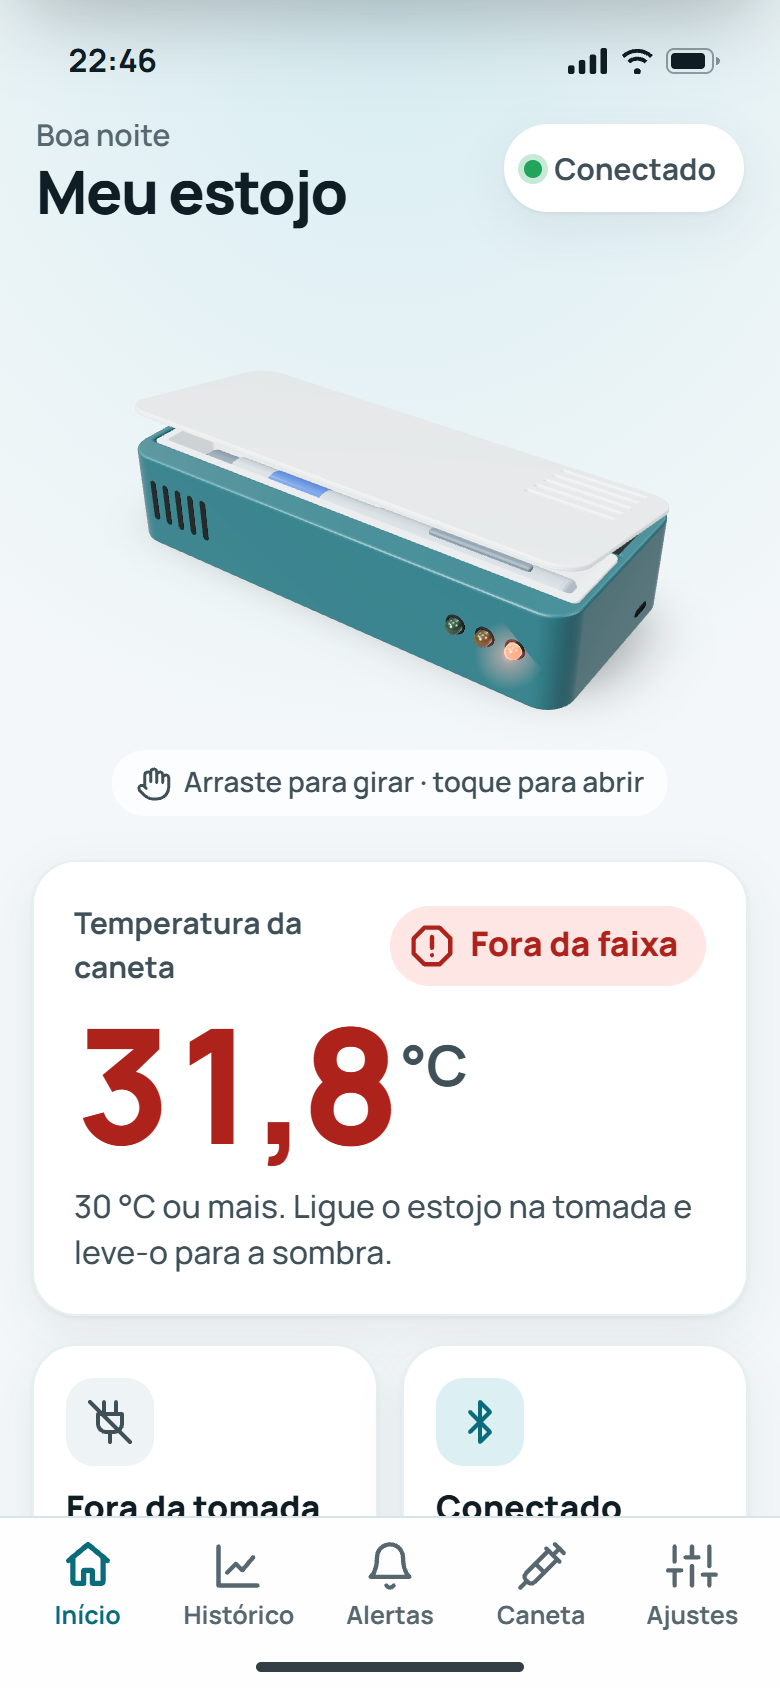 22:46
Boa noite
Meu estojo
Conectado
Arraste para girar · toque para abrir
Temperatura da
caneta
Fora da faixa
31,8 °C
30 °C ou mais. Ligue o estojo na tomada e
leve-o para a sombra.
Fora da tomada
Conectado
Início
Histórico
Alertas
Caneta
Ajustes